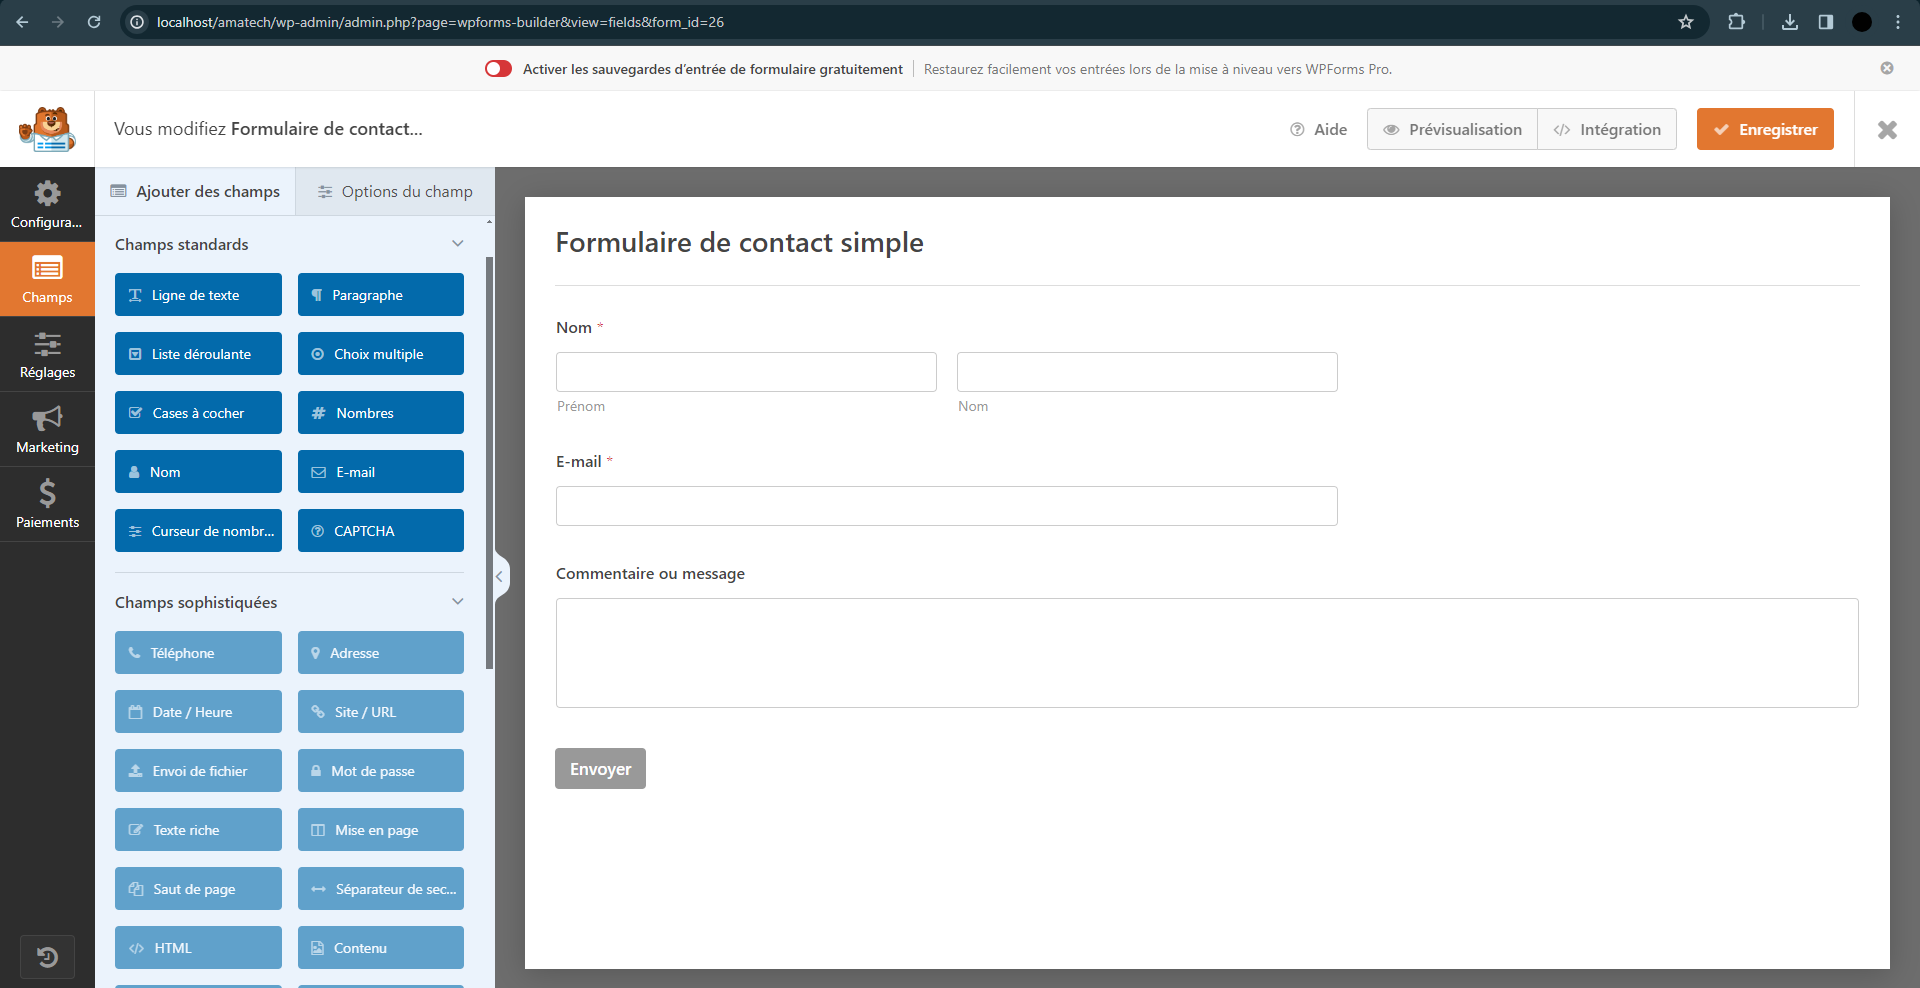 localhost/amatech/wp-admin/admin.php?page=wpforms-builder&view=fields&form_id=26
Activer les sauvegardes d’entrée de formulaire gratuitement
Restaurez facilement vos entrées lors de la mise à niveau vers WPForms Pro.
Vous modifiez Formulaire de contact...
Aide
Prévisualisation
Intégration
Enregistrer
Configura...
Champs
Réglages
Marketing
Paiements
Ajouter des champs
Options du champ
Champs standards
Ligne de texte
Paragraphe
Liste déroulante
Choix multiple
Cases à cocher
Nombres
Nom
E-mail
Curseur de nombr...
CAPTCHA
Champs sophistiquées
Téléphone
Adresse
Date / Heure
Site / URL
Envoi de fichier
Mot de passe
Texte riche
Mise en page
Saut de page
Séparateur de sec...
HTML
Contenu
Formulaire de contact simple
Nom *
Prénom
Nom
E-mail *
Commentaire ou message
Envoyer